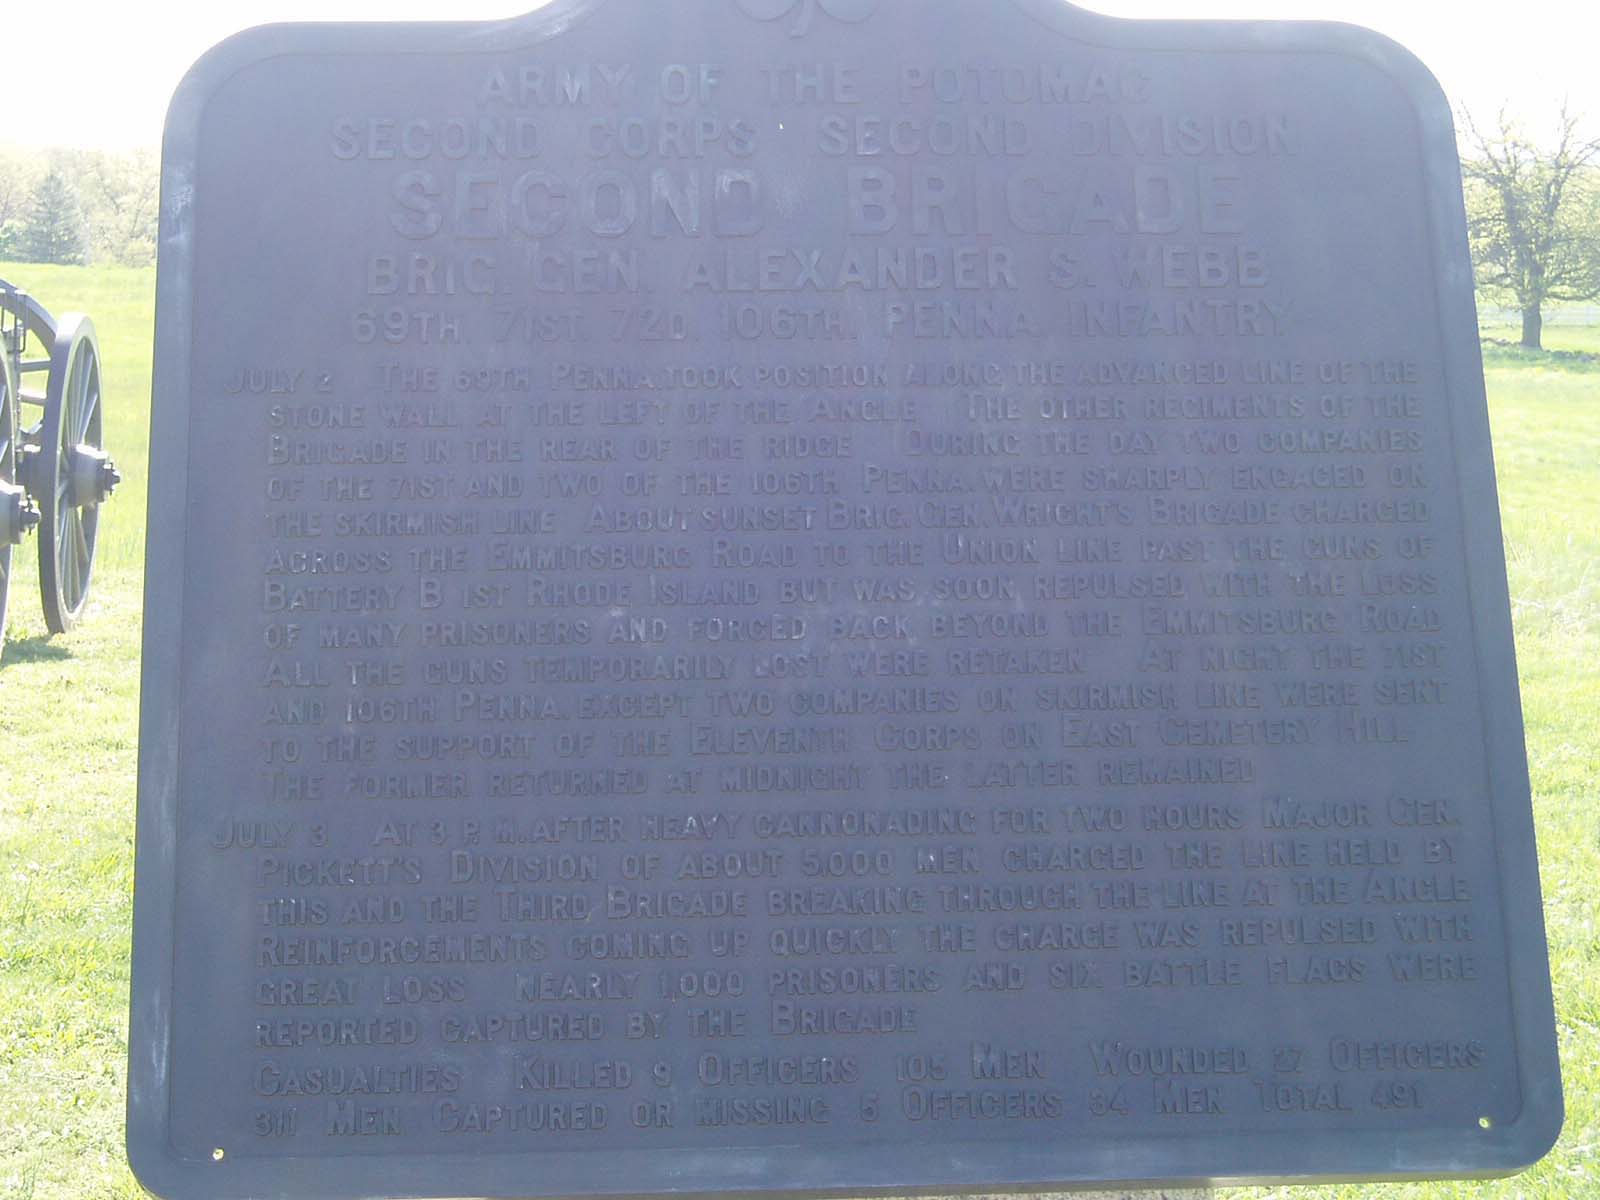 ARMY OF THE POTOMAC
SECOND CORPS SECOND DIVISION
SECOND BRIGADE
BRIG. GEN. ALEXANDER S. WEBB
69TH. 71ST. 72D. 106TH. PENNA. INFANTRY
JULY 2 THE 69TH PENNA. TOOK POSITION ALONG THE ADVANCED LINE OF THE
STONE WALL AT THE LEFT OF THE ANGLE THE OTHER REGIMENTS OF THE
BRIGADE IN THE REAR OF THE RIDGE DURING THE DAY TWO COMPANIES
OF THE 71ST AND TWO OF THE 106TH PENNA. WERE SHARPLY ENGAGED ON
THE SKIRMISH LINE ABOUT SUNSET BRIG. GEN. WRIGHT'S BRIGADE CHARGED
ACROSS THE EMMITSBURG ROAD TO THE UNION LINE PAST THE GUNS OF
BATTERY B 1ST RHODE ISLAND BUT WAS SOON REPULSED WITH THE LOSS
OF MANY PRISONERS AND FORCED BACK BEYOND THE EMMITSBURG ROAD
ALL THE GUNS TEMPORARILY LOST WERE RETAKEN AT NIGHT THE 71ST
AND 106TH PENNA. EXCEPT TWO COMPANIES ON SKIRMISH LINE WERE SENT
TO THE SUPPORT OF THE ELEVENTH CORPS ON EAST CEMETERY HILL
THE FORMER RETURNED AT MIDNIGHT THE LATTER REMAINED
JULY 3 AT 3 P. M. AFTER HEAVY CANNONADING FOR TWO HOURS MAJOR GEN.
PICKETT'S DIVISION OF ABOUT 5,000 MEN CHARGED THE LINE HELD BY
THIS AND THE THIRD BRIGADE BREAKING THROUGH THE LINE AT THE ANGLE
REINFORCEMENTS COMING UP QUICKLY THE CHARGE WAS REPULSED WITH
GREAT LOSS NEARLY 1,000 PRISONERS AND SIX BATTLE FLAGS WERE
REPORTED CAPTURED BY THE BRIGADE
CASUALTIES KILLED 9 OFFICERS 105 MEN WOUNDED 27 OFFICERS
311 MEN CAPTURED OR MISSING 5 OFFICERS 34 MEN TOTAL 491